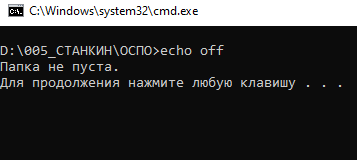 C:\Windows\system32\cmd.exe
D:\005_СТАНКИН\ОСПО>echo off
Папка не пуста.
Для продолжения нажмите любую клавишу . . .